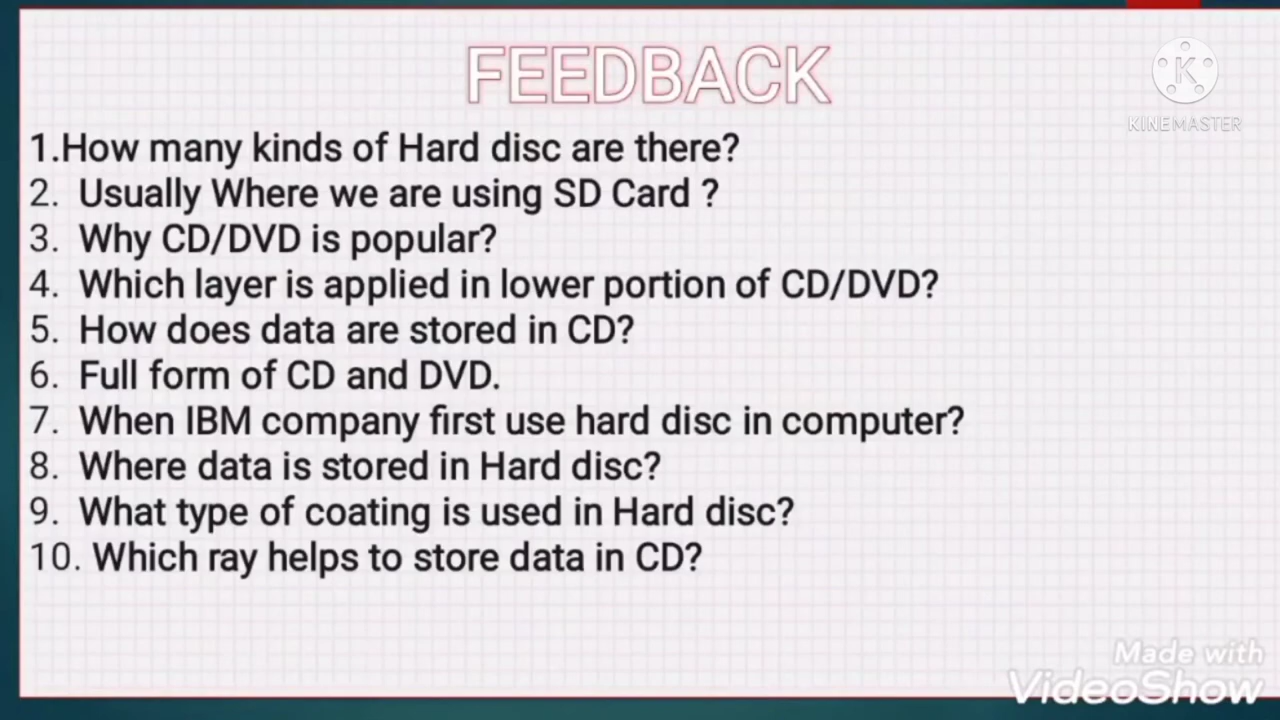 FEEDBACK
K
KINEMASTER
1.How many kinds of Hard disc are there?
2. Usually Where we are using SD Card ?
3. Why CD/DVD is popular?
4. Which layer is applied in lower portion of CD/DVD?
5. How does data are stored in CD?
6. Full form of CD and DVD.
7. When IBM company first use hard disc in computer?
8. Where data is stored in Hard disc?
9. What type of coating is used in Hard disc?
10. Which ray helps to store data in CD?
Made with
VideoShow